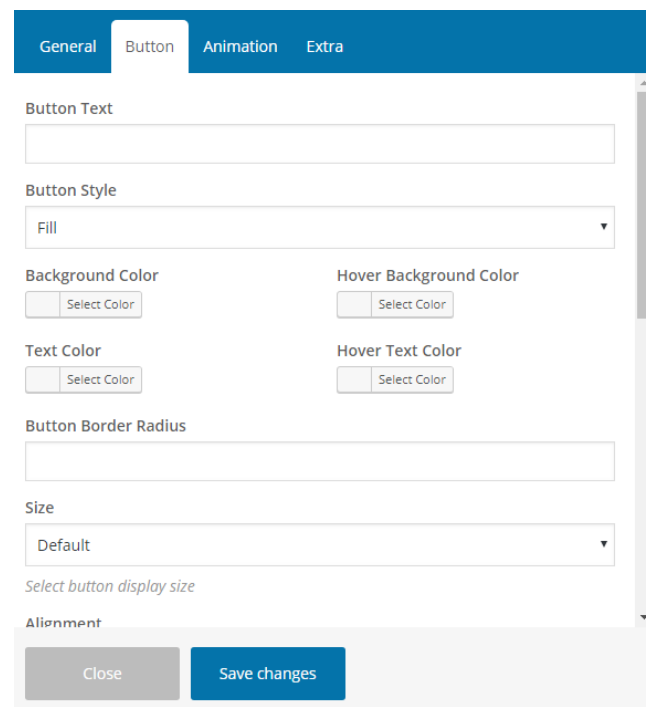 General Button Animation Extra
Button Text
Button Style
Fill
Background Color Hover Background Color
Select Color Select Color
Text Color Hover Text Color
Select Color Select Color
Button Border Radius
Size
Default
Select button display size
Alignment
Close Save changes